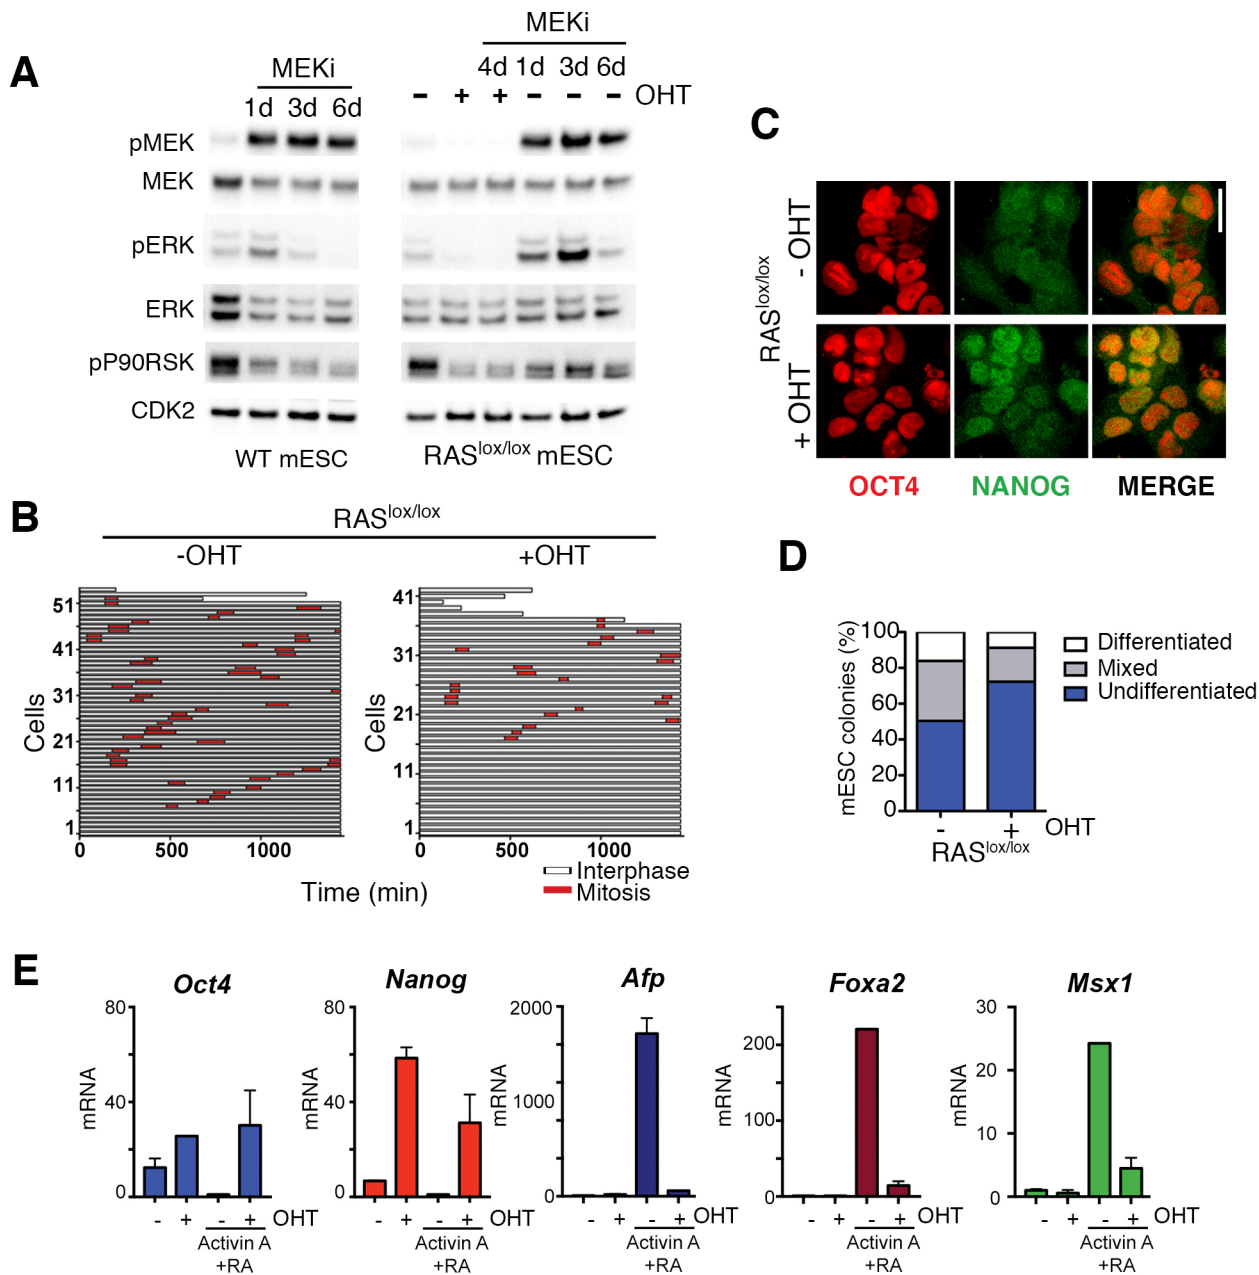 A
MEKi
1d 3d 6d
MEKi
4d 1d 3d 6d
- + + - - - OHT
pMEK
MEK
pERK
ERK
pP90RSK
CDK2
WT mESC
RASlox/lox mESC
C
RASlox/lox
- OHT
+ OHT
OCT4 NANOG MERGE
B
RASlox/lox
-OHT +OHT
Cells
51
41
31
21
11
1
0 500 1000
Cells
41
31
21
11
1
0 500 1000
Time (min)
Interphase
Mitosis
D
mESC colonies (%)
100
80
60
40
20
0
- + OHT
RASlox/lox
Differentiated
Mixed
Undifferentiated
E
Oct4
mRNA
80
40
0
- + - + OHT
Activin A
+RA
Nanog
mRNA
80
40
0
- + - + OHT
Activin A
+RA
Afp
mRNA
2000
1000
0
- + - + OHT
Activin A
+RA
Foxa2
mRNA
200
100
0
- + - + OHT
Activin A
+RA
Msx1
mRNA
30
20
10
0
- + - + OHT
Activin A
+RA